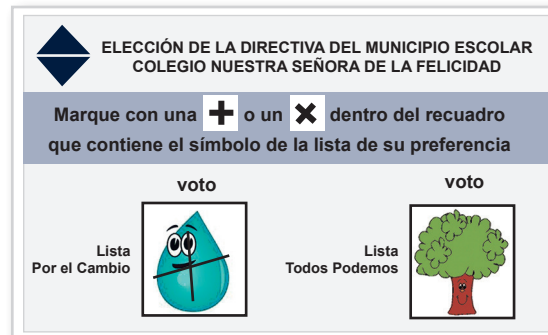 ELECCIÓN DE LA DIRECTIVA DEL MUNICIPIO ESCOLAR
COLEGIO NUESTRA SEÑORA DE LA FELICIDAD
Marque con una + o un × dentro del recuadro
que contiene el símbolo de la lista de su preferencia
voto
Lista
Por el Cambio
voto
Lista
Todos Podemos